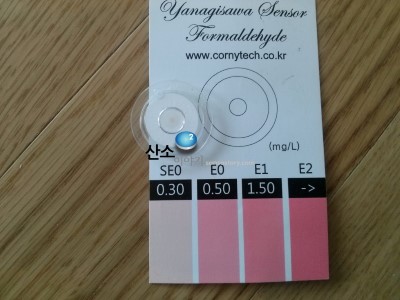 Yanagisawa Sensor
Formaldehyde
www.cornytech.co.kr
(mg/L)
산소
2
SE0 E0 E1 E2
0.30 0.50 1.50 ->